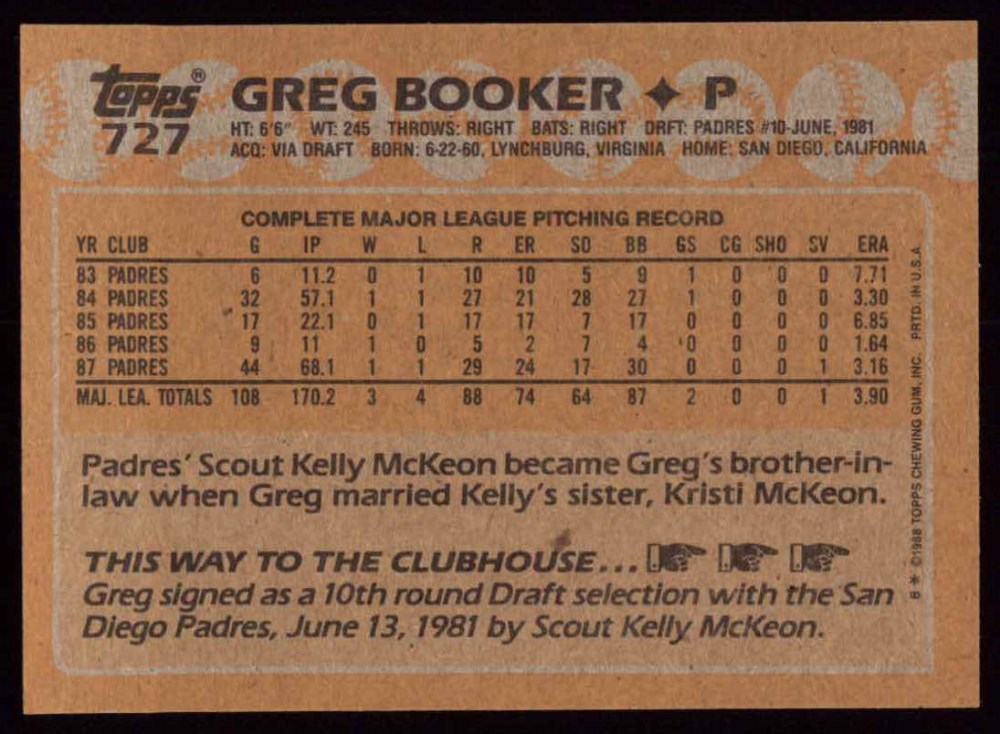 topps® GREG BOOKER ✦ P
727 HT: 6'6" WT: 245 THROWS: RIGHT BATS: RIGHT DRFT: PADRES #10-JUNE, 1981
ACQ: VIA DRAFT BORN: 6-22-60, LYNCHBURG, VIRGINIA HOME: SAN DIEGO, CALIFORNIA
COMPLETE MAJOR LEAGUE PITCHING RECORD
YR CLUB G IP W L R ER SO BB GS CG SHO SV ERA
83 PADRES 6 11.2 0 1 10 10 5 9 1 0 0 0 7.71
84 PADRES 32 57.1 1 1 27 21 28 27 1 0 0 0 3.30
85 PADRES 17 22.1 0 1 17 17 7 17 0 0 0 0 6.85
86 PADRES 9 11 1 0 5 2 7 4 0 0 0 0 1.64
87 PADRES 44 68.1 1 1 29 24 17 30 0 0 0 1 3.16
MAJ. LEA. TOTALS 108 170.2 3 4 88 74 64 87 2 0 0 1 3.90
Padres' Scout Kelly McKeon became Greg's brother-in-
law when Greg married Kelly's sister, Kristi McKeon.
THIS WAY TO THE CLUBHOUSE...
Greg signed as a 10th round Draft selection with the San
Diego Padres, June 13, 1981 by Scout Kelly McKeon.
B** ©1988 TOPPS CHEWING GUM, INC. PRTD. IN U.S.A.